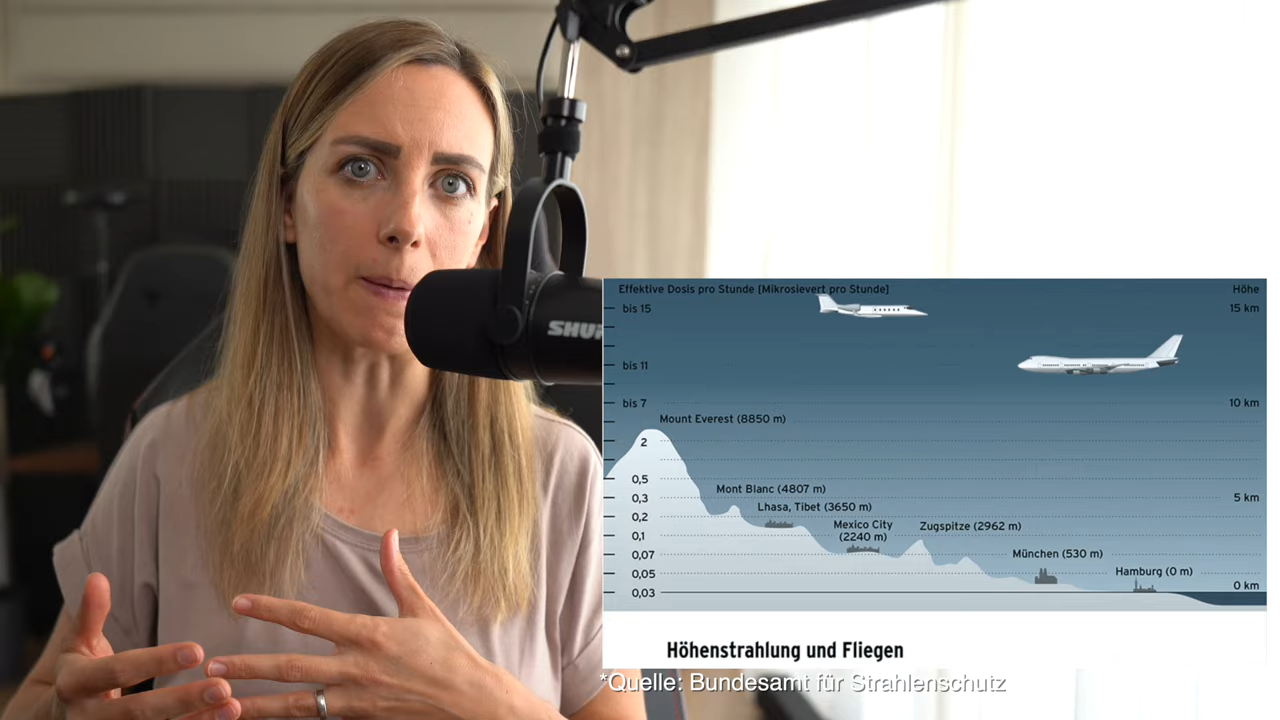 SHUR
Effektive Dosis pro Stunde [Mikrosievert pro Stunde]
Höhe
bis 15
15 km
bis 11
bis 7
10 km
Mount Everest (8850 m)
2
0,5
Mont Blanc (4807 m)
0,3
5 km
Lhasa, Tibet (3650 m)
0,2
Mexico City
(2240 m)
Zugspitze (2962 m)
0,1
0,07
München (530 m)
0,05
Hamburg (0 m)
0,03
0 km
Höhenstrahlung und Fliegen
*Quelle: Bundesamt für Strahlenschutz